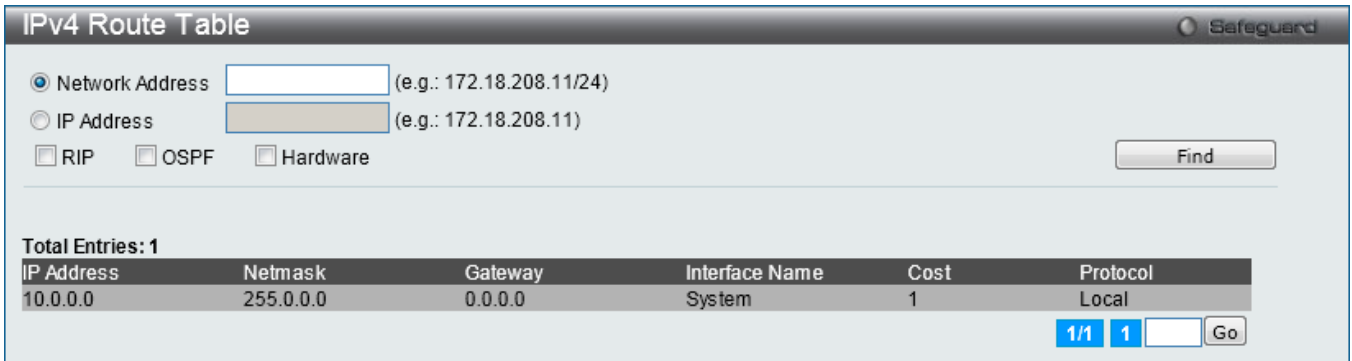 IPv4 Route Table Safeguard
Network Address (e.g.: 172.18.208.11/24)
IP Address (e.g.: 172.18.208.11)
RIP OSPF Hardware Find
Total Entries: 1
IP Address Netmask Gateway Interface Name Cost Protocol
10.0.0.0 255.0.0.0 0.0.0.0 System 1 Local
1/1 1 Go